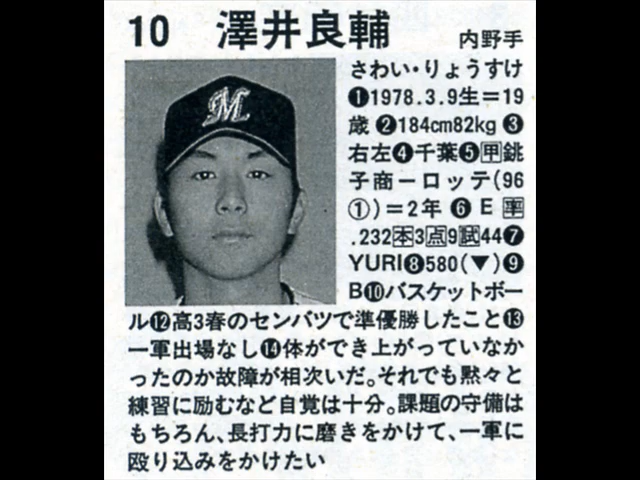 10 澤井良輔 内野手
さわい・りょうすけ
❶1978.3.9生=19
歳❷184cm82kg❸
右左❹千葉❺甲銚
子商ーロッテ(96
①)=2年❻E率
.232本3点9試44❼
YURI❽580(▼)❾
B❿バスケットボー
ル⓬高3春のセンバツで準優勝したこと⓭
一軍出場なし⓮体ができ上がっていなか
ったのか故障が相次いだ。それでも黙々と
練習に励むなど自覚は十分。課題の守備は
もちろん、長打力に磨きをかけて、一軍に
殴り込みをかけたい
M